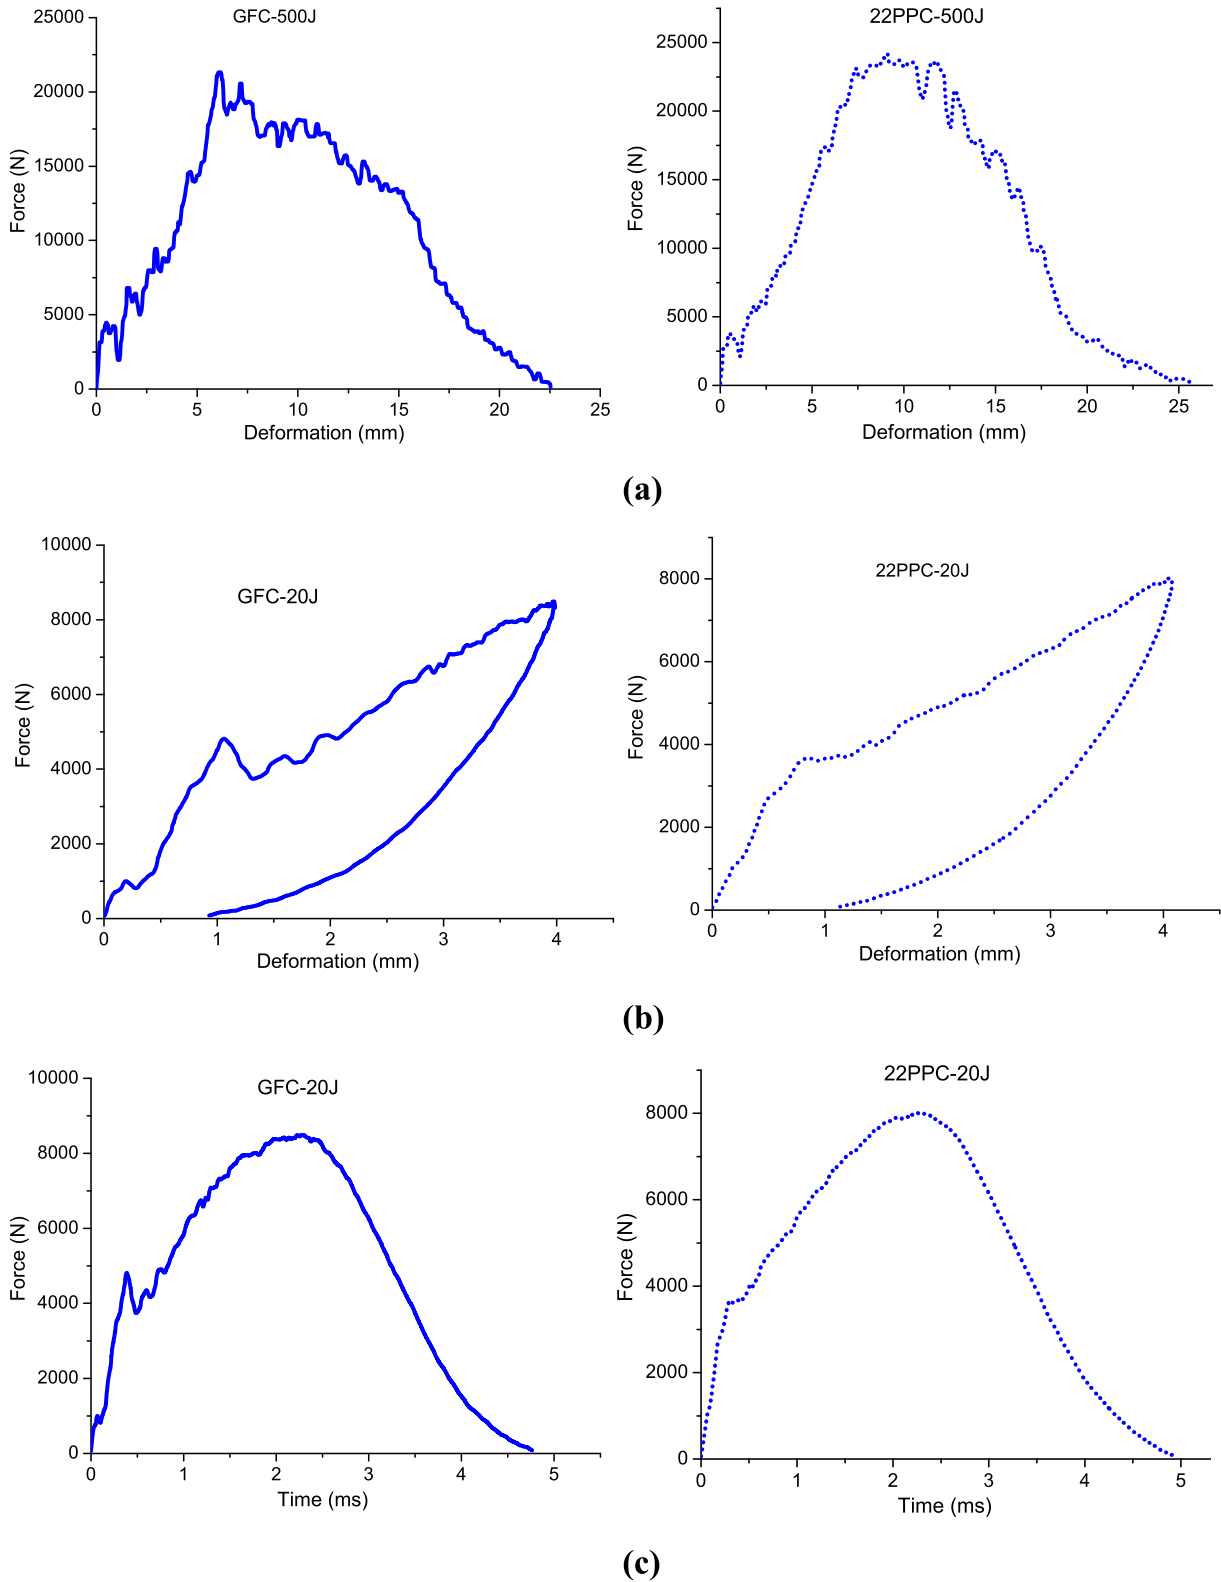 GFC-500J
25000
20000
15000
10000
5000
0
Force (N)
0 5 10 15 20 25
Deformation (mm)
22PPC-500J
25000
20000
15000
10000
5000
0
Force (N)
0 5 10 15 20 25
Deformation (mm)
(a)
GFC-20J
10000
8000
6000
4000
2000
0
Force (N)
0 1 2 3 4
Deformation (mm)
22PPC-20J
8000
6000
4000
2000
0
Force (N)
0 1 2 3 4
Deformation (mm)
(b)
GFC-20J
10000
8000
6000
4000
2000
0
Force (N)
0 1 2 3 4 5
Time (ms)
22PPC-20J
8000
6000
4000
2000
0
Force (N)
0 1 2 3 4 5
Time (ms)
(c)